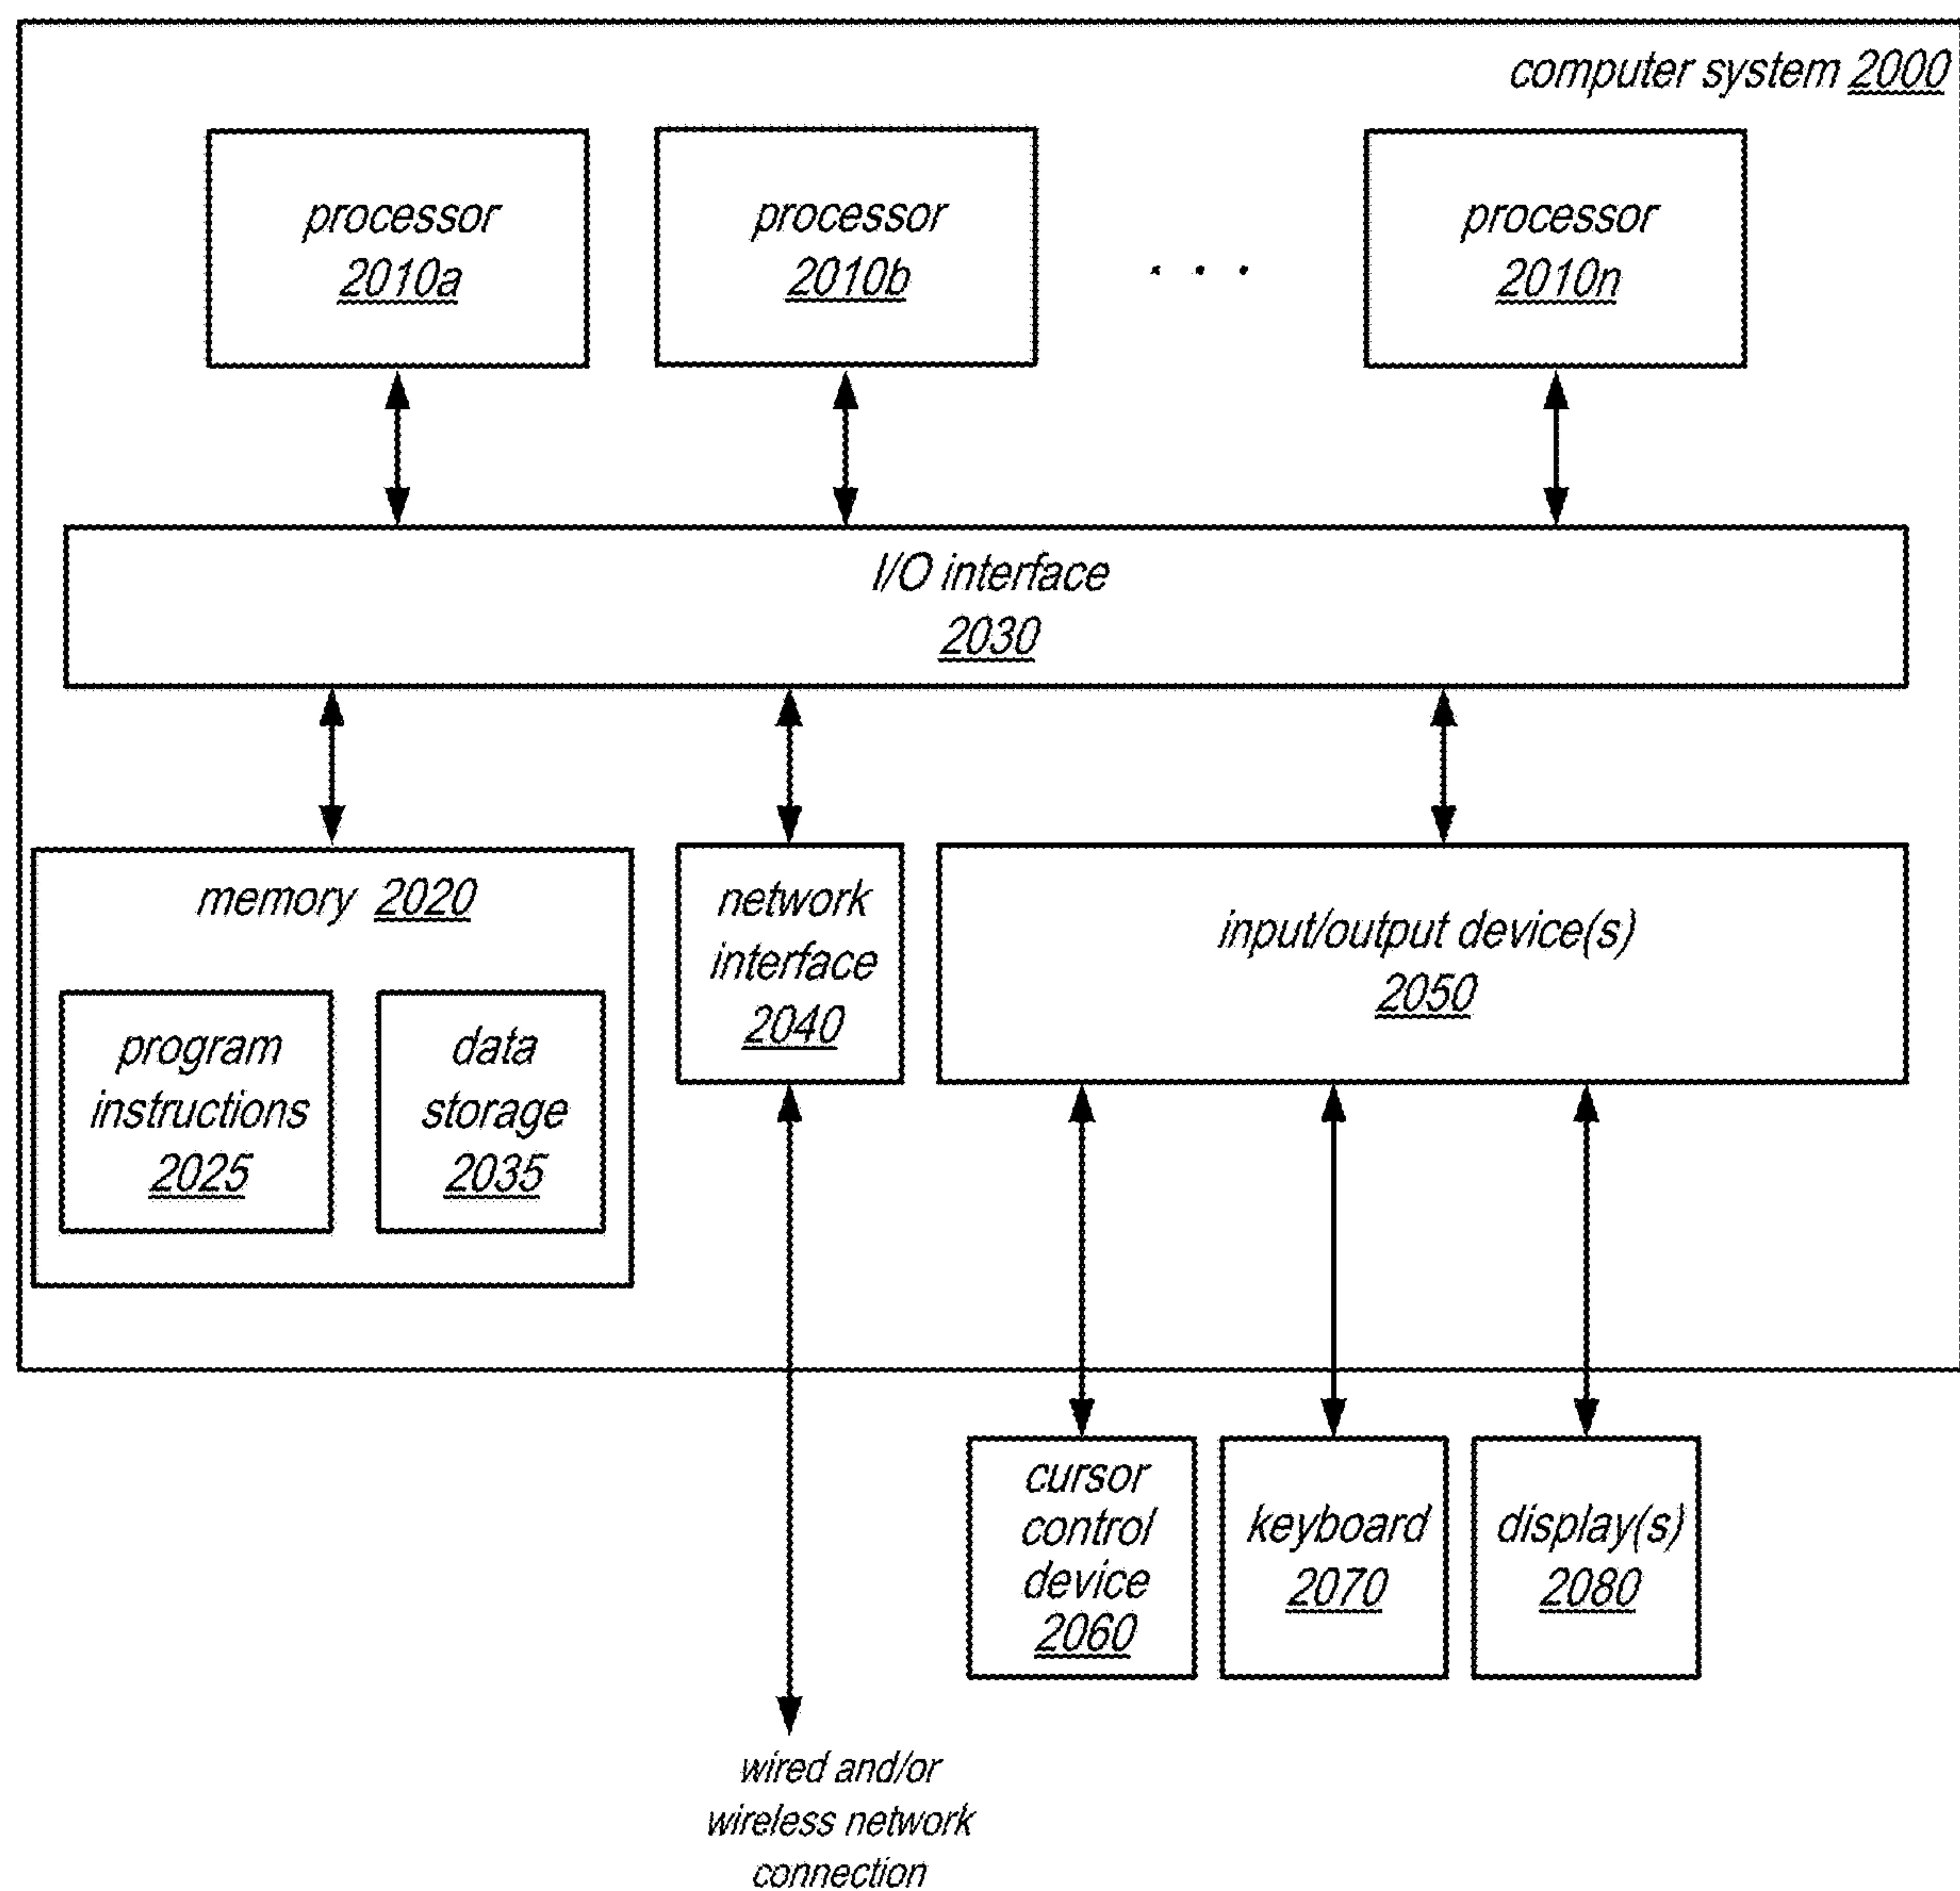 computer system 2000
processor
2010a
processor
2010b
. . .
processor
2010n
I/O interface
2030
memory 2020
program
instructions
2025
data
storage
2035
network
interface
2040
input/output device(s)
2050
cursor
control
device
2060
keyboard
2070
display(s)
2080
wired and/or
wireless network
connection